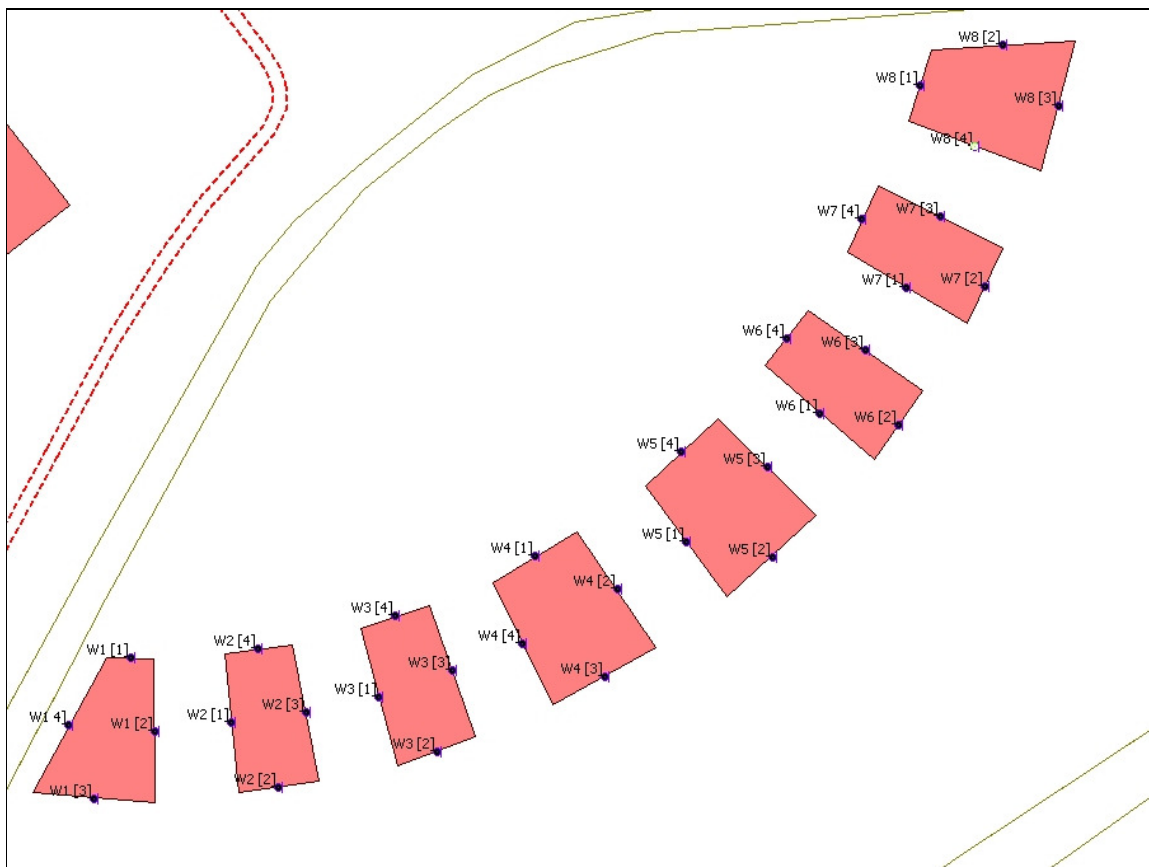 W8 [2]
W8 [1]
W8 [3]
W8 [4]
W7 [4]
W7 [3]
W7 [1]
W7 [2]
W6 [4]
W6 [3]
W6 [1]
W6 [2]
W5 [4]
W5 [3]
W5 [1]
W5 [2]
W4 [1]
W4 [2]
W4 [4]
W4 [3]
W3 [4]
W3 [3]
W3 [1]
W3 [2]
W2 [4]
W2 [1]
W2 [3]
W2 [2]
W1 [1]
W1 4]
W1 [2]
W1 [3]